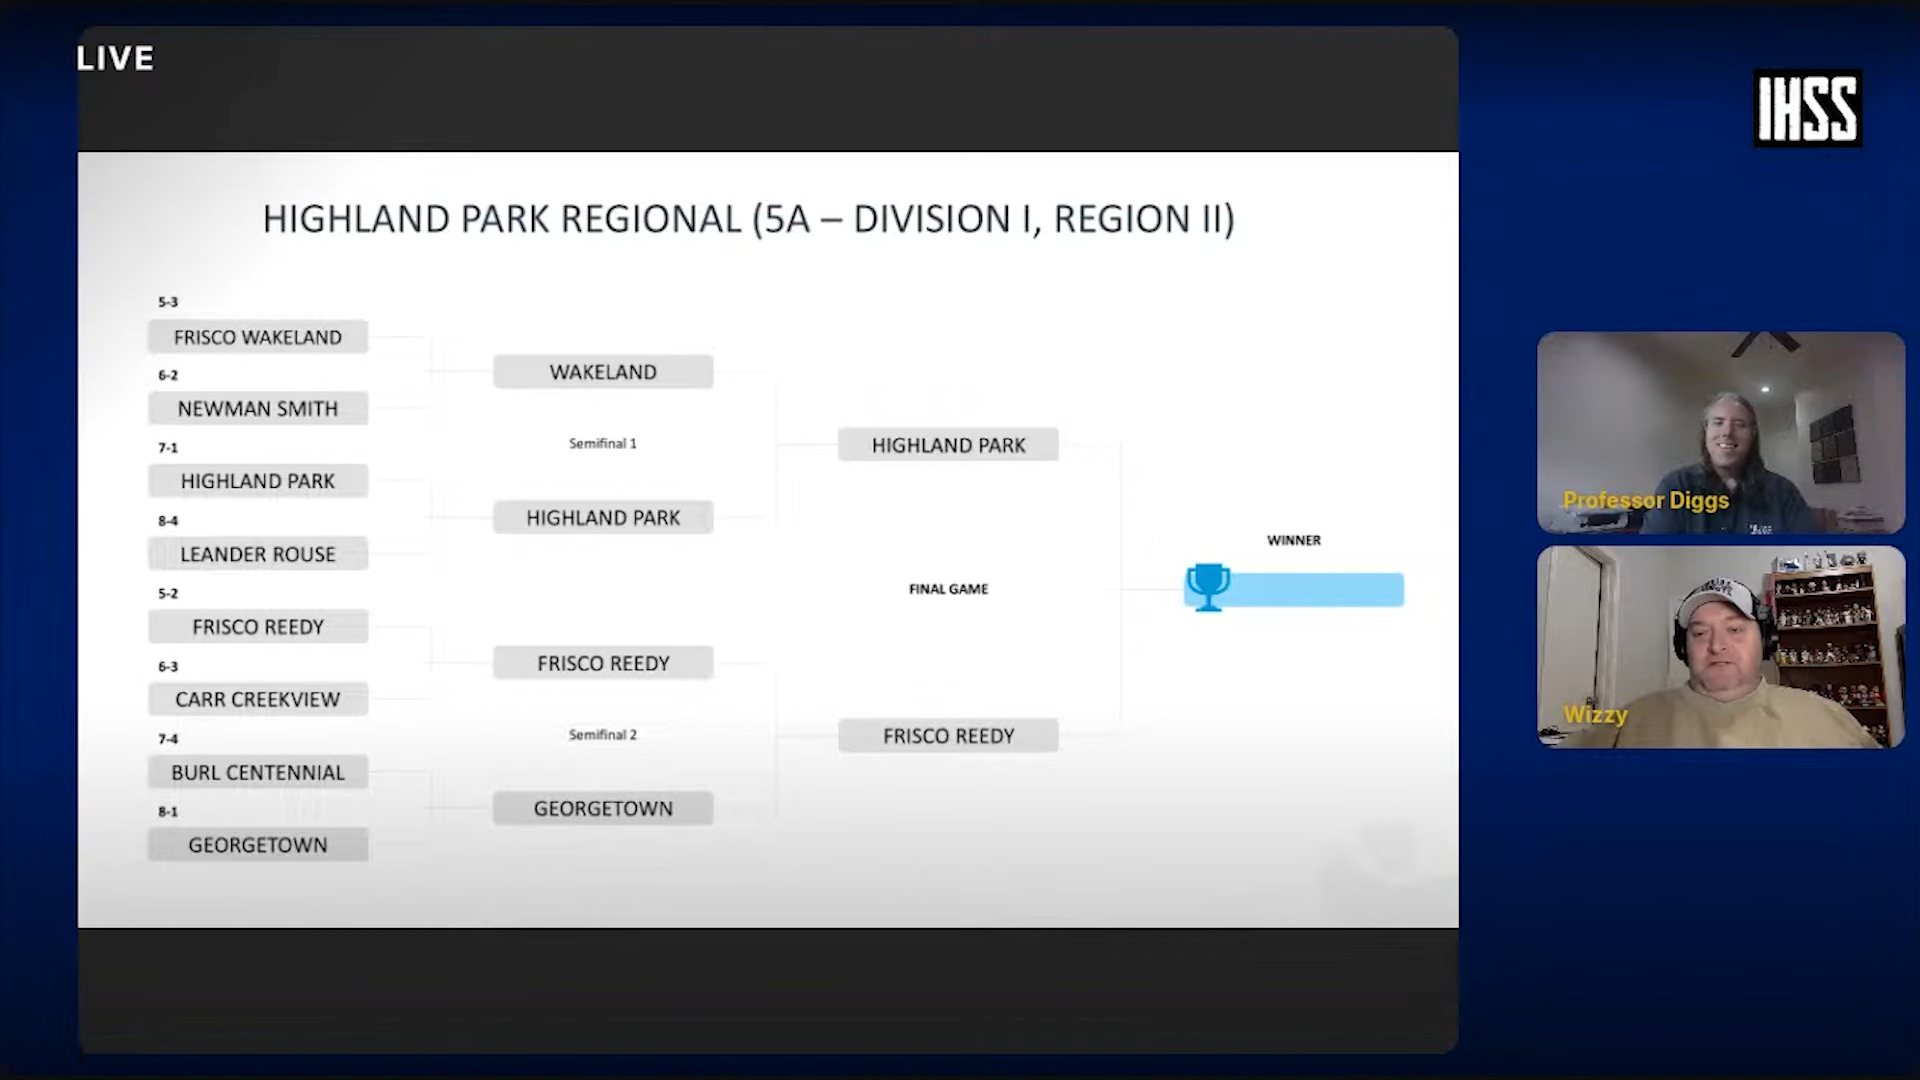 LIVE
IHSS
HIGHLAND PARK REGIONAL (5A – DIVISION I, REGION II)
5-3
FRISCO WAKELAND
6-2
NEWMAN SMITH
7-1
HIGHLAND PARK
8-4
LEANDER ROUSE
5-2
FRISCO REEDY
6-3
CARR CREEKVIEW
7-4
BURL CENTENNIAL
8-1
GEORGETOWN
WAKELAND
Semifinal 1
HIGHLAND PARK
FRISCO REEDY
Semifinal 2
GEORGETOWN
HIGHLAND PARK
FINAL GAME
FRISCO REEDY
WINNER
Professor Diggs
Wizzy